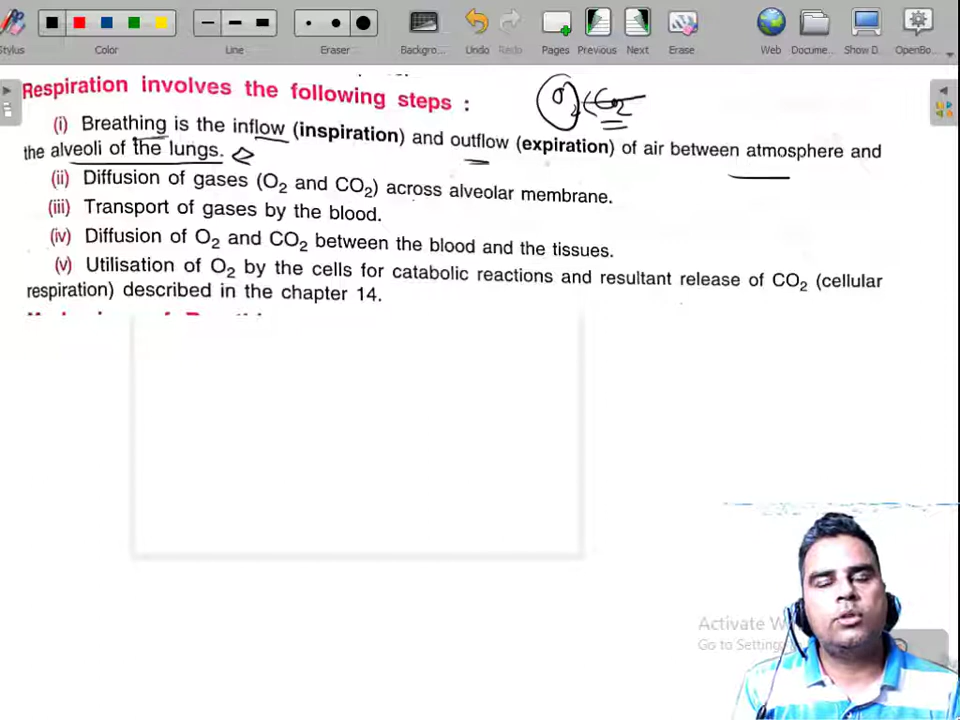 Stylus
Color
Line
Eraser
Backgro...
Undo
Redo
Pages
Previous
Next
Erase
Web
Docume...
Show D...
OpenBo...
Respiration involves the following steps :
O2 CO2
(i) Breathing is the inflow (inspiration) and outflow (expiration) of air between atmosphere and
the alveoli of the lungs.
(ii) Diffusion of gases (O2 and CO2) across alveolar membrane.
(iii) Transport of gases by the blood.
(iv) Diffusion of O2 and CO2 between the blood and the tissues.
(v) Utilisation of O2 by the cells for catabolic reactions and resultant release of CO2 (cellular
respiration) described in the chapter 14.
Activate W
Go to Settings